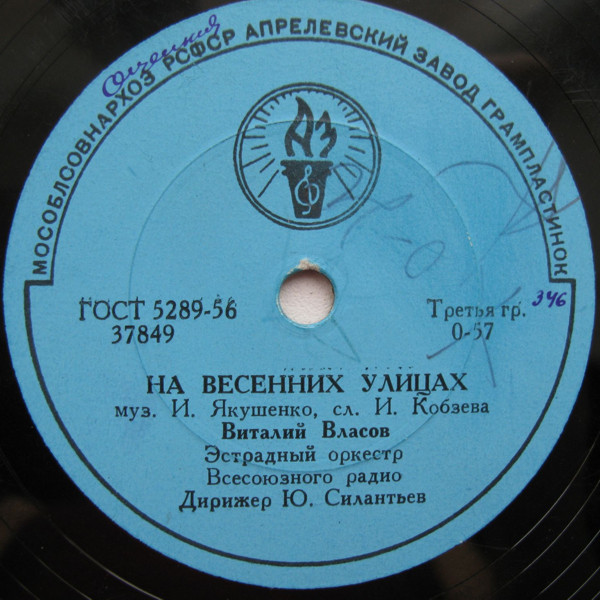 МОСОБЛСОВНАРХОЗ РСФСР АПРЕЛЕВСКИЙ ЗАВОД ГРАМПЛАСТИНОК
АЗ
ГОСТ 5289-56
37849
Третья гр.
0-57
346
НА ВЕСЕННИХ УЛИЦАХ
муз. И. Якушенко, сл. И. Кобзева
Виталий Власов
Эстрадный оркестр
Всесоюзного радио
Дирижер Ю. Силантьев